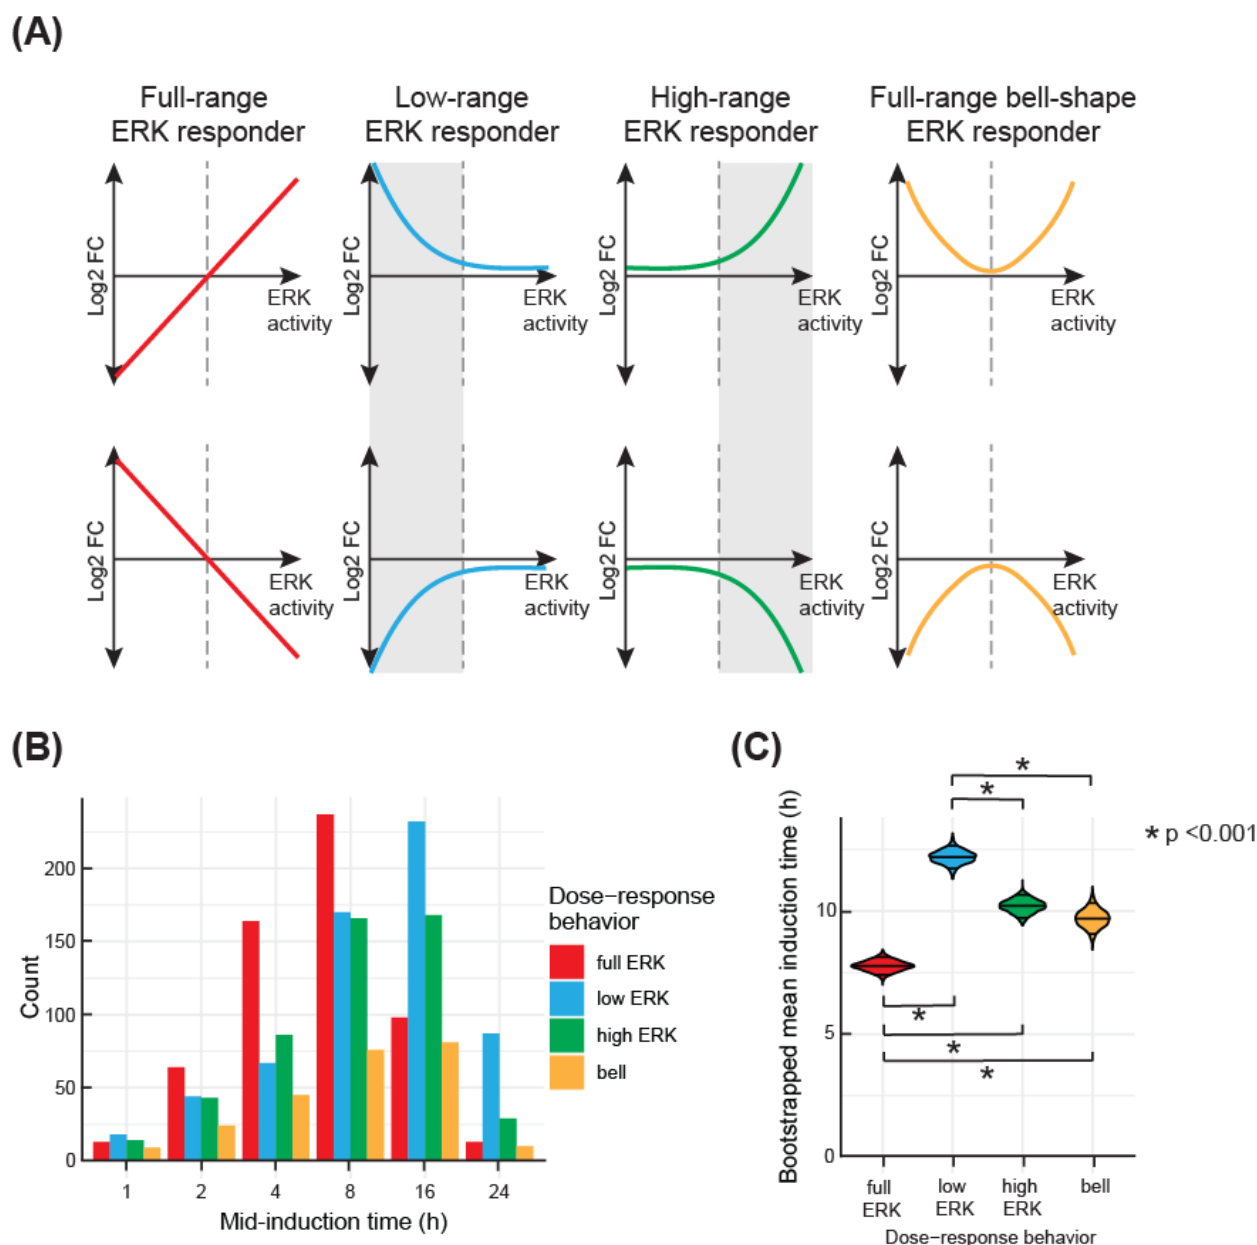 (A)
Full-range
ERK responder
Low-range
ERK responder
High-range
ERK responder
Full-range bell-shape
ERK responder
Log2 FC
ERK
activity
Log2 FC
ERK
activity
Log2 FC
ERK
activity
Log2 FC
ERK
activity
Log2 FC
ERK
activity
Log2 FC
ERK
activity
Log2 FC
ERK
activity
Log2 FC
ERK
activity
(B)
Count
200
150
100
50
0
1 2 4 8 16 24
Mid-induction time (h)
Dose−response
behavior
full ERK
low ERK
high ERK
bell
(C)
Bootstrapped mean induction time (h)
10
5
0
*
*
*
*
*
* p <0.001
full
ERK
low
ERK
high
ERK
bell
Dose−response behavior